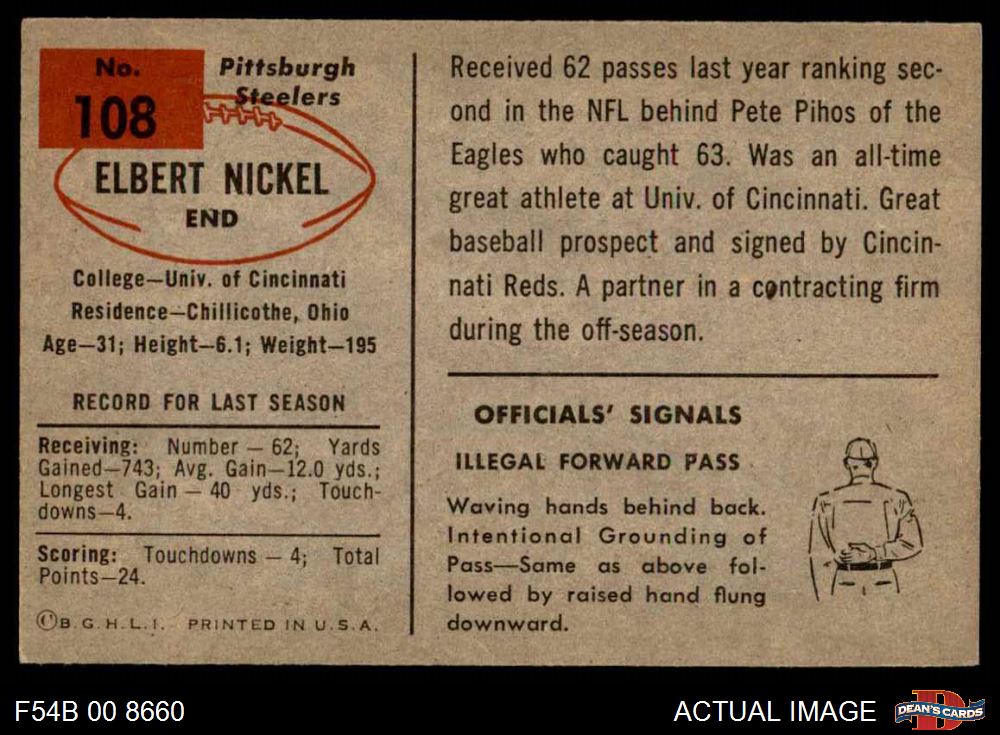 No.
108
Pittsburgh
Steelers
ELBERT NICKEL
END
College—Univ. of Cincinnati
Residence—Chillicothe, Ohio
Age—31; Height—6.1; Weight—195
RECORD FOR LAST SEASON
Receiving: Number — 62; Yards
Gained—743; Avg. Gain—12.0 yds.;
Longest Gain — 40 yds.; Touch-
downs—4.
Scoring: Touchdowns — 4; Total
Points—24.
©B. G. H. L. I. PRINTED IN U.S.A.
Received 62 passes last year ranking sec-
ond in the NFL behind Pete Pihos of the
Eagles who caught 63. Was an all-time
great athlete at Univ. of Cincinnati. Great
baseball prospect and signed by Cincin-
nati Reds. A partner in a contracting firm
during the off-season.
OFFICIALS' SIGNALS
ILLEGAL FORWARD PASS
Waving hands behind back.
Intentional Grounding of
Pass—Same as above fol-
lowed by raised hand flung
downward.
F54B 00 8660
ACTUAL IMAGE
D
DEAN'S CARDS